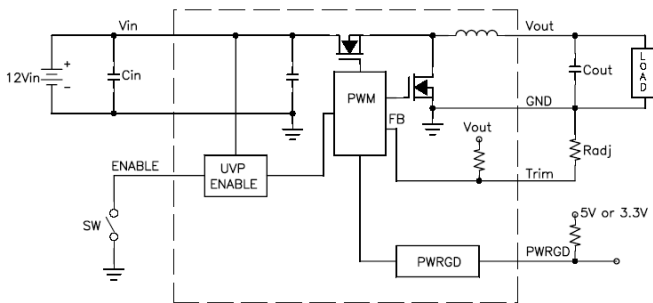 Vin
Vout
12Vin
+
-
Cin
Cout
LOAD
PWM
GND
FB
Vout
Radj
ENABLE
UVP
ENABLE
Trim
SW
5V or 3.3V
PWRGD
PWRGD